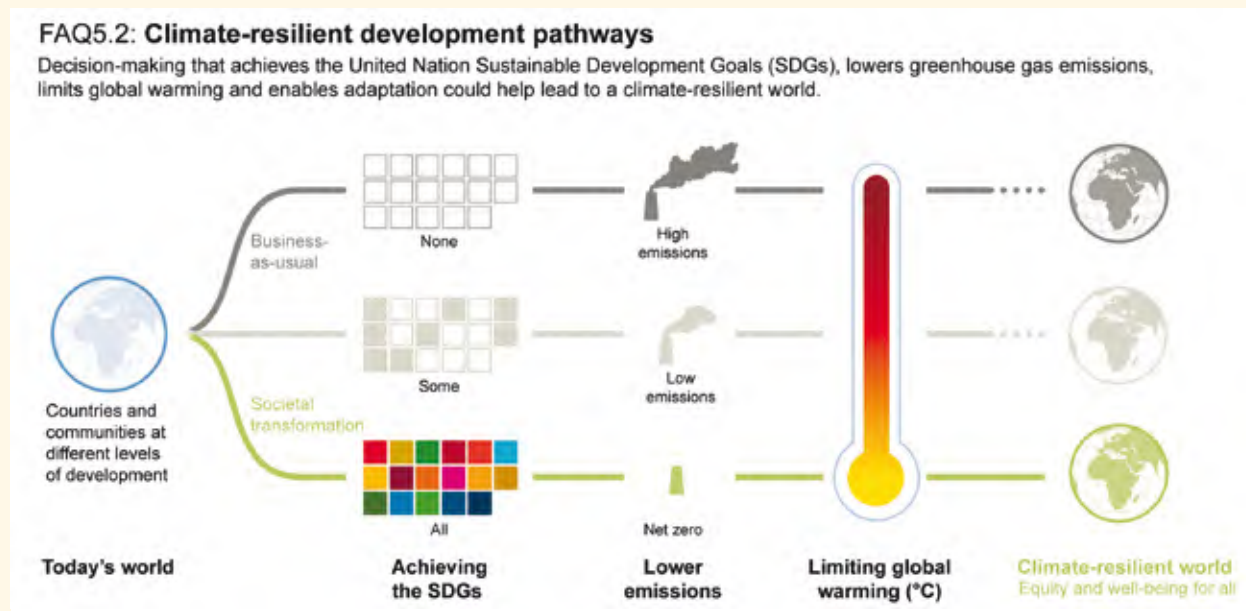 FAQ5.2: Climate-resilient development pathways
Decision-making that achieves the United Nation Sustainable Development Goals (SDGs), lowers greenhouse gas emissions,
limits global warming and enables adaptation could help lead to a climate-resilient world.
Business-
as-usual
None
High
emissions
Some
Low
emissions
Societal
transformation
Countries and
communities at
different levels
of development
All
Net zero
Today's world
Achieving
the SDGs
Lower
emissions
Limiting global
warming (°C)
Climate-resilient world
Equity and well-being for all